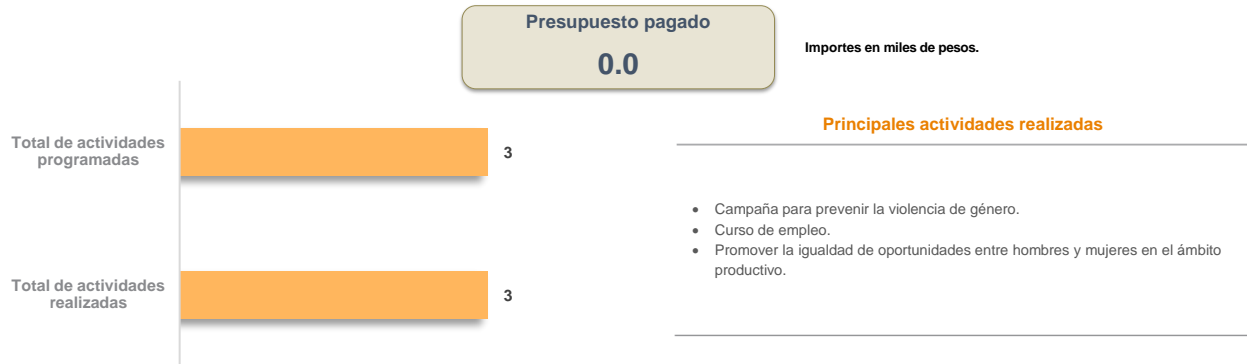 Presupuesto pagado
0.0
Importes en miles de pesos.
Total de actividades
programadas
3
Total de actividades
realizadas
3
Principales actividades realizadas
• Campaña para prevenir la violencia de género.
• Curso de empleo.
• Promover la igualdad de oportunidades entre hombres y mujeres en el ámbito
productivo.